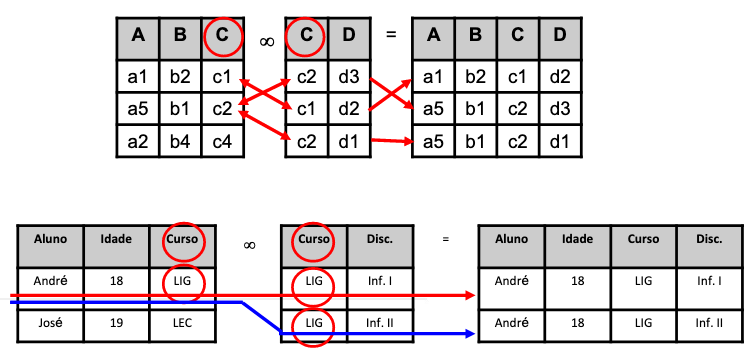 A B C ∞ C D = A B C D
a1 b2 c1 c2 d3 a1 b2 c1 d2
a5 b1 c2 c1 d2 a5 b1 c2 d3
a2 b4 c4 c2 d1 a5 b1 c2 d1
Aluno Idade Curso ∞ Curso Disc. = Aluno Idade Curso Disc.
André 18 LIG LIG Inf. I André 18 LIG Inf. I
José 19 LEC LIG Inf. II André 18 LIG Inf. II